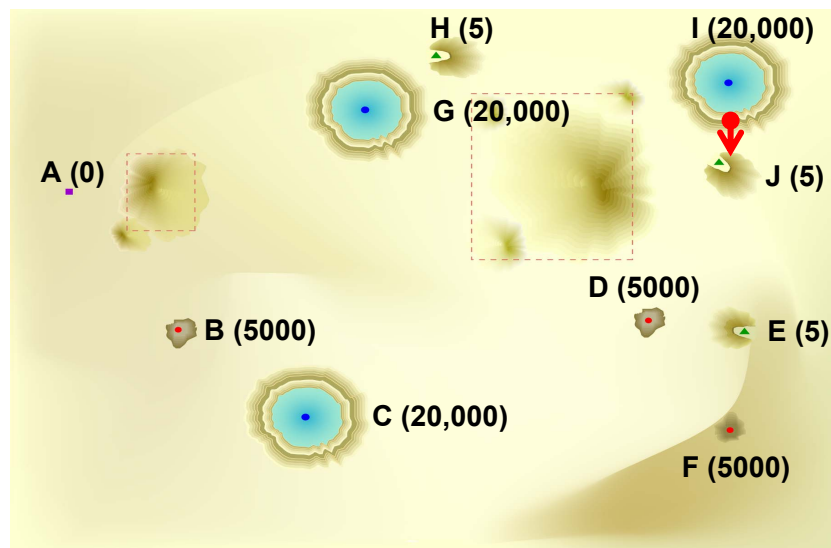 H (5)
I (20,000)
G (20,000)
A (0)
J (5)
D (5000)
B (5000)
E (5)
C (20,000)
F (5000)